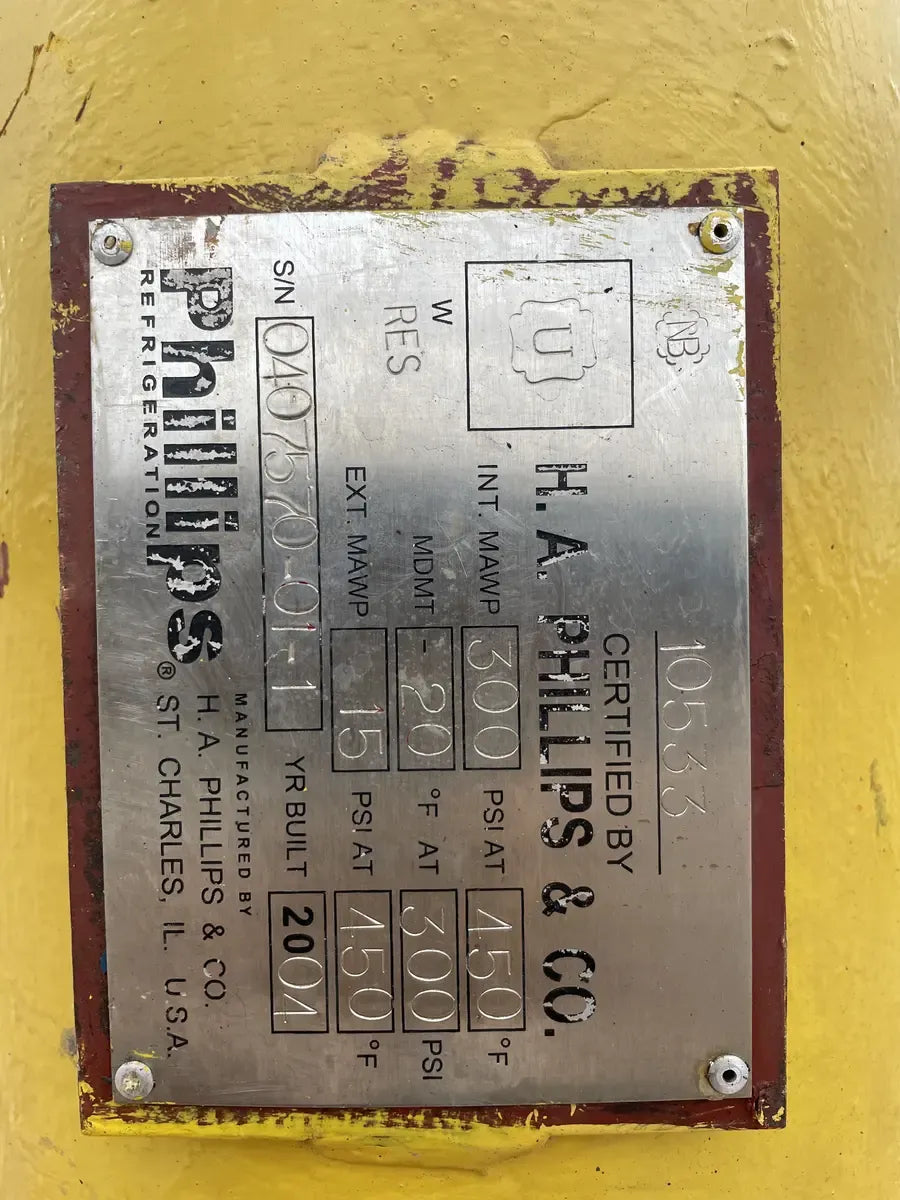 NB
10533
U
CERTIFIED BY
H. A. PHILLIPS & CO.
W
RES
INT. MAWP 300 PSI AT 450 °F
MDMT -20 °F AT 300 PSI
EXT. MAWP 15 PSI AT 450 °F
S/N 0407570-01-1 YR BUILT 2004
Phillips®
REFRIGERATION
MANUFACTURED BY
H. A. PHILLIPS & CO.
ST. CHARLES, IL. U.S.A.